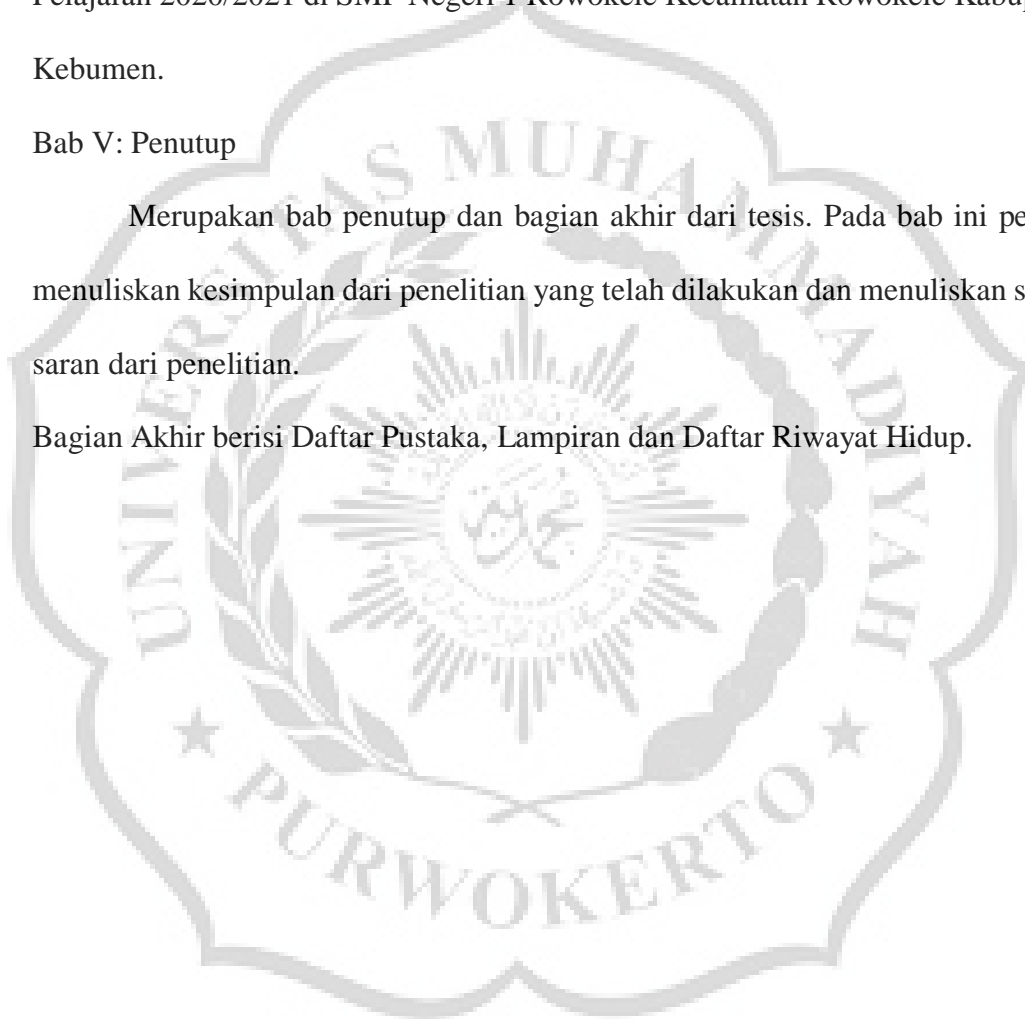 Pelajaran 2020/2021 di SMP Negeri 1 Rowokele Kecamatan Rowokele
Kebumen.
Bab V: Penutup
Merupakan bab penutup dan bagian akhir dari tesis. Pada bab ini
menuliskan kesimpulan dari penelitian yang telah dilakukan dan menuliskan
saran dari penelitian.
Bagian Akhir berisi Daftar Pustaka, Lampiran dan Daftar Riwayat Hidup.
UNIVERSITAS MUHAMMADIYAH
PURWOKERTO